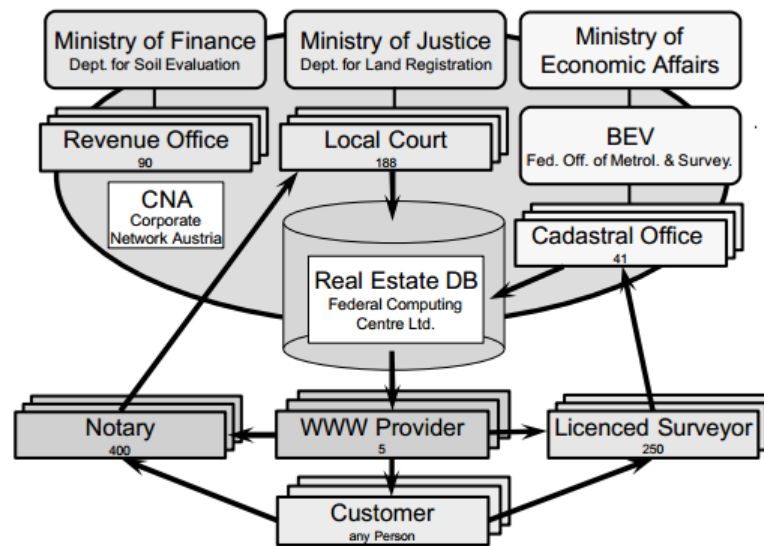 Ministry of Finance
Dept. for Soil Evaluation
Ministry of Justice
Dept. for Land Registration
Ministry of
Economic Affairs
Revenue Office
90
Local Court
188
BEV
Fed. Off. of Metrol. & Survey.
CNA
Corporate
Network Austria
Cadastral Office
41
Real Estate DB
Federal Computing
Centre Ltd.
Notary
400
WWW Provider
5
Licenced Surveyor
250
Customer
any Person